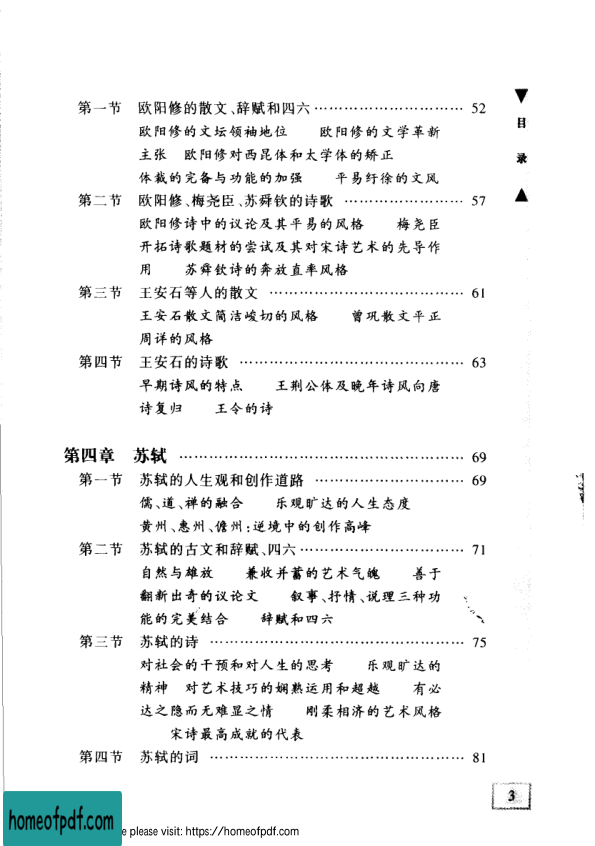 ▼
目
录
▲
第一节 欧阳修的散文、辞赋和四六………………………… 52
欧阳修的文坛领袖地位 欧阳修的文学革新
主张 欧阳修对西昆体和太学体的矫正
体裁的完备与功能的加强 平易纡徐的文风
第二节 欧阳修、梅尧臣、苏舜钦的诗歌 …………………… 57
欧阳修诗中的议论及其平易的风格 梅尧臣
开拓诗歌题材的尝试及其对宋诗艺术的先导作
用 苏舜钦诗的奔放直率风格
第三节 王安石等人的散文 ………………………………… 61
王安石散文简洁峻切的风格 曾巩散文平正
周详的风格
第四节 王安石的诗歌 ……………………………………… 63
早期诗风的特点 王荆公体及晚年诗风向唐
诗复归 王令的诗
第四章 苏轼 ………………………………………………… 69
第一节 苏轼的人生观和创作道路 ………………………… 69
儒、道、禅的融合 乐观旷达的人生态度
黄州、惠州、儋州:逆境中的创作高峰
第二节 苏轼的古文和辞赋、四六…………………………… 71
自然与雄放 兼收并蓄的艺术气魄 善于
翻新出奇的议论文 叙事、抒情、说理三种功
能的完美结合 辞赋和四六
第三节 苏轼的诗 …………………………………………… 75
对社会的干预和对人生的思考 乐观旷达的
精神 对艺术技巧的娴熟运用和超越 有必
达之隐而无难显之情 刚柔相济的艺术风格
宋诗最高成就的代表
第四节 苏轼的词 …………………………………………… 81
3
homeofpdf.com
e please visit: https://homeofpdf.com